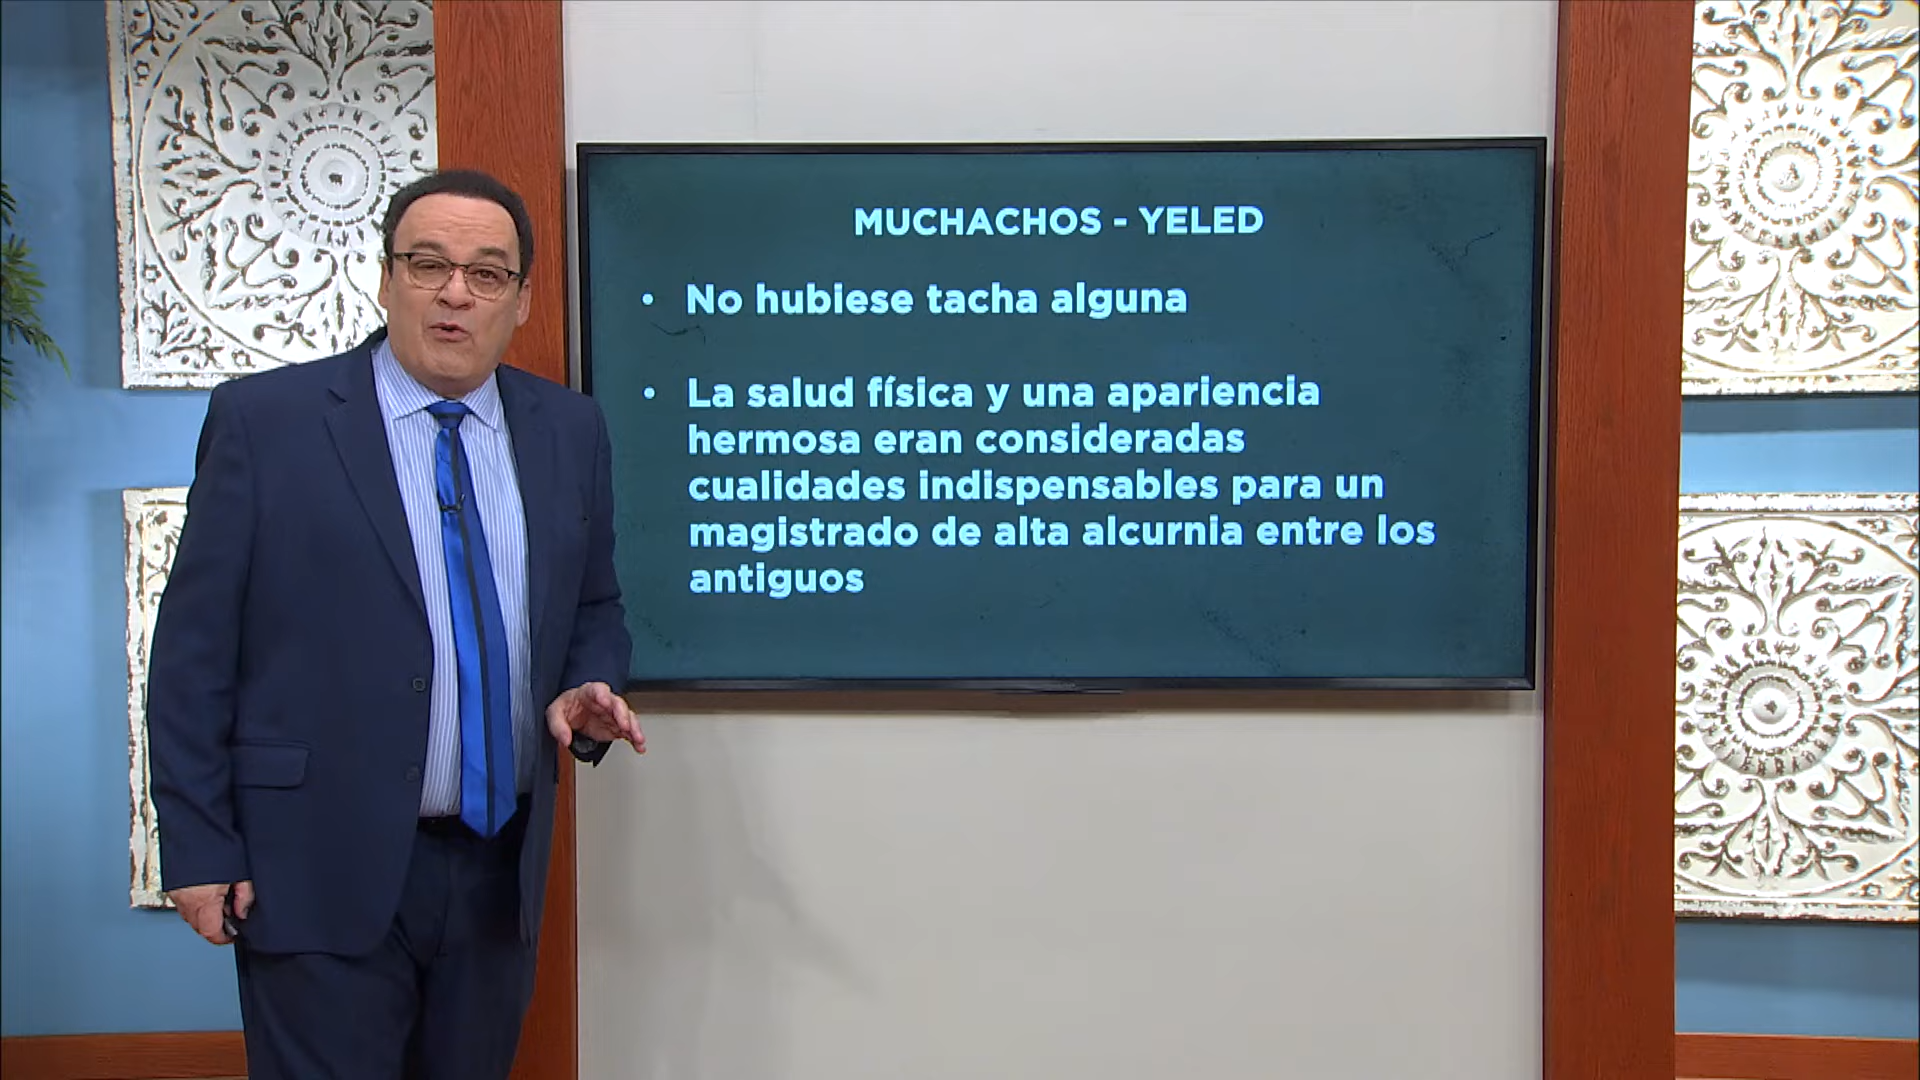 MUCHACHOS - YELED
• No hubiese tacha alguna
• La salud física y una apariencia
hermosa eran consideradas
cualidades indispensables para un
magistrado de alta alcurnia entre los
antiguos